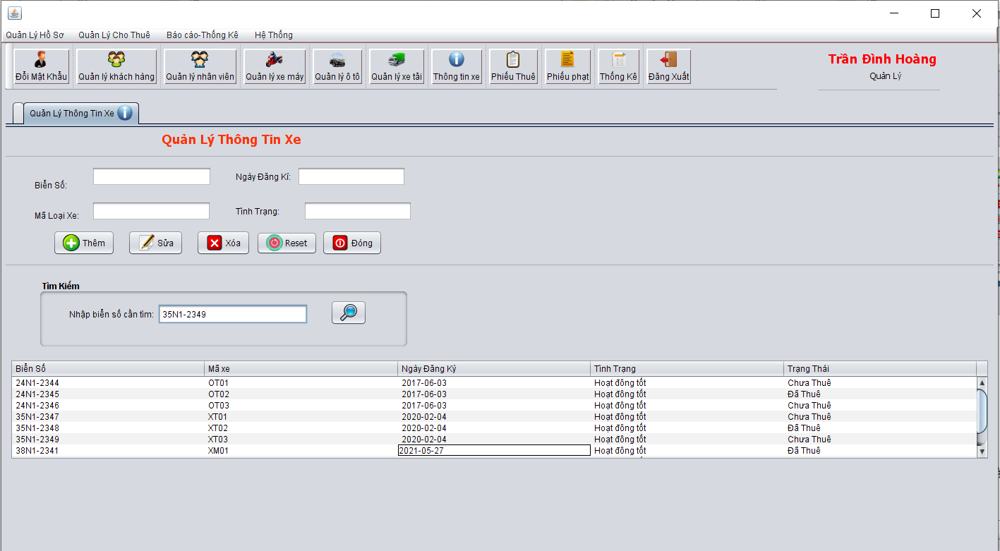 Quản Lý Hồ Sơ Quản Lý Cho Thuê Báo cáo-Thống Kê Hệ Thống
Đổi Mật Khẩu Quản lý khách hàng Quản lý nhân viên Quản lý xe máy Quản lý ô tô Quản lý xe tải Thông tin xe Phiếu Thuê Phiếu phạt Thống Kê Đăng Xuất
Trần Đình Hoàng
Quản Lý
Quản Lý Thông Tin Xe
Quản Lý Thông Tin Xe
Biển Số: Ngày Đăng Kí:
Mã Loại Xe: Tình Trạng:
Thêm Sửa Xóa Reset Đóng
Tìm Kiếm
Nhập biển số cần tìm: 35N1-2349
Biển Số Mã xe Ngày Đăng Ký Tình Trạng Trạng Thái
24N1-2344 OT01 2017-06-03 Hoạt đông tốt Chưa Thuê
24N1-2345 OT02 2017-06-03 Hoạt đông tốt Đã Thuê
24N1-2346 OT03 2017-06-03 Hoạt đông tốt Chưa Thuê
35N1-2347 XT01 2020-02-04 Hoạt đông tốt Chưa Thuê
35N1-2348 XT02 2020-02-04 Hoạt đông tốt Đã Thuê
35N1-2349 XT03 2020-02-04 Hoạt đông tốt Chưa Thuê
38N1-2341 XM01 2021-05-27 Hoạt đông tốt Đã Thuê